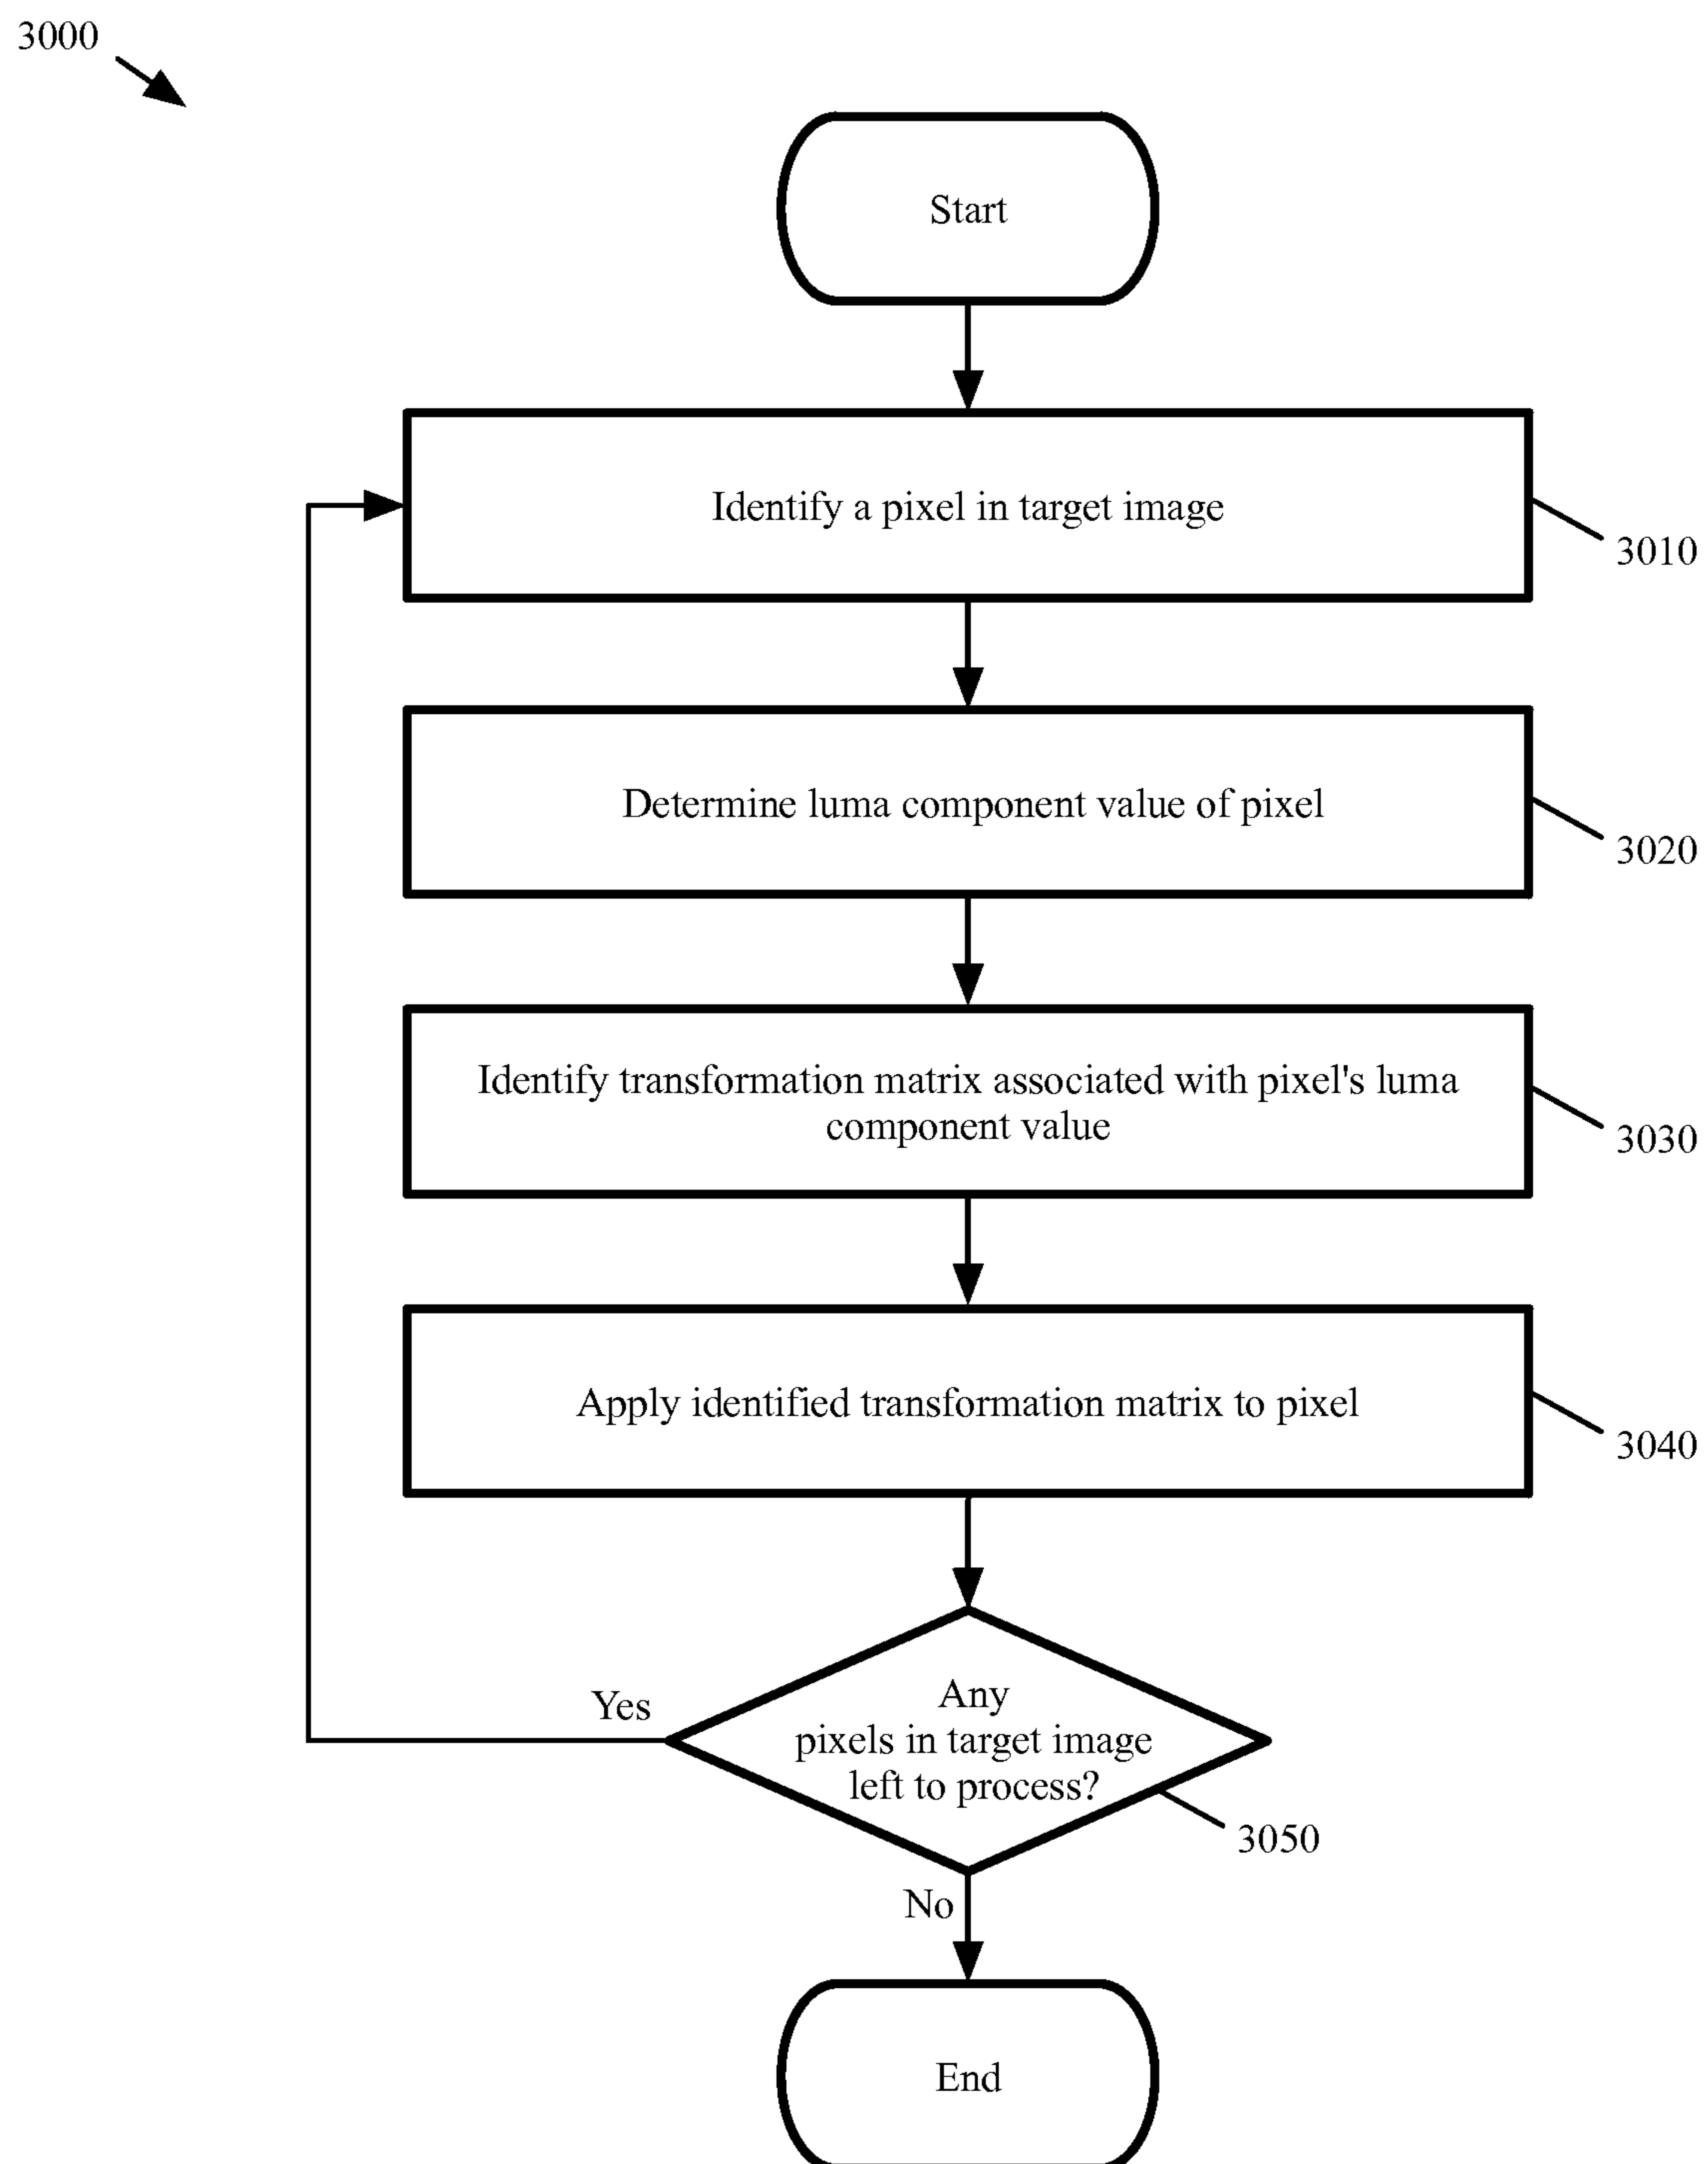 3000
Start
Identify a pixel in target image
3010
Determine luma component value of pixel
3020
Identify transformation matrix associated with pixel's luma
component value
3030
Apply identified transformation matrix to pixel
3040
Any
pixels in target image
left to process?
Yes
3050
No
End